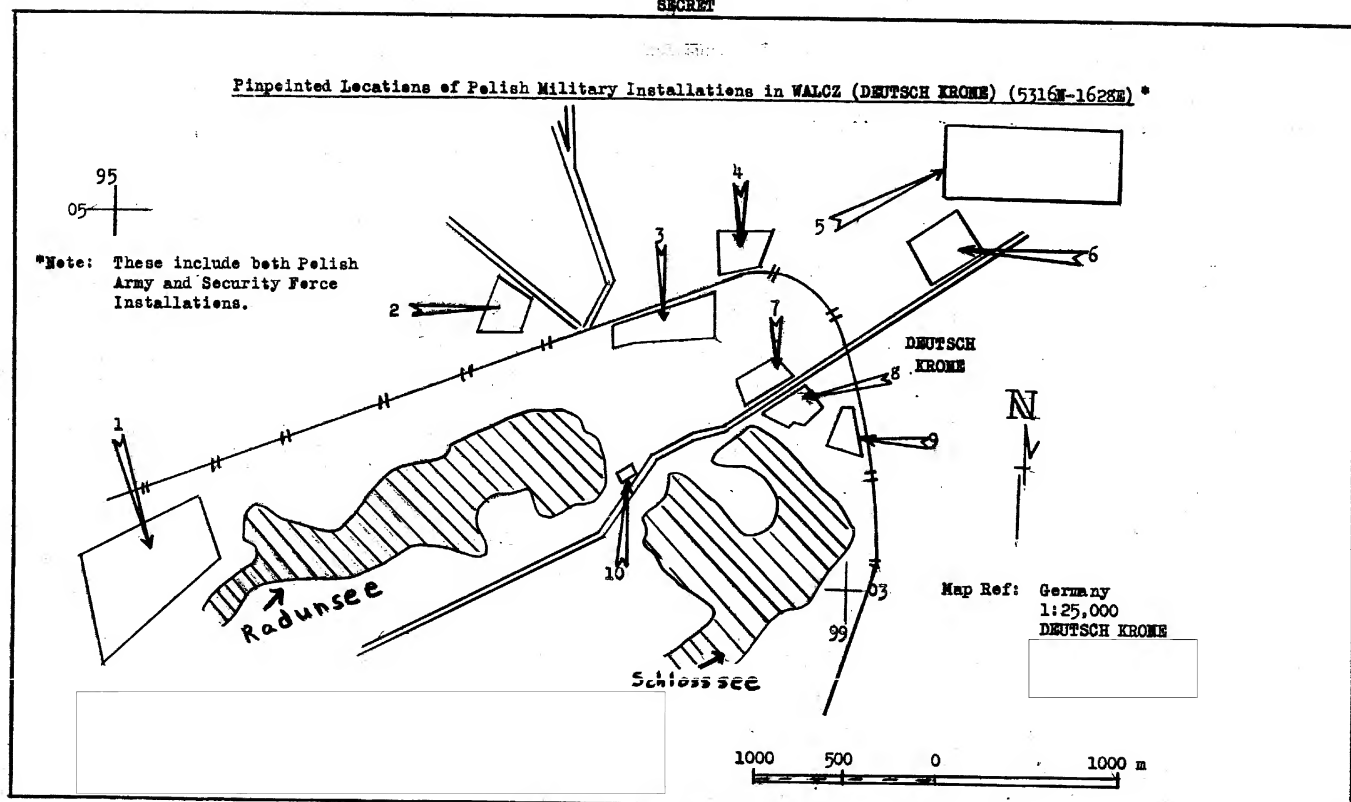 SECRET
Pinpointed Locations of Polish Military Installations in WALCZ (DEUTSCH KRONE) (5316N-1628E) *
95
05
*Note: These include both Polish
Army and Security Force
Installations.
1
2
3
4
5
6
7
8
9
10
DEUTSCH
KRONE
N
Radunsee
Schlosssee
03
99
Map Ref: Germany
1:25,000
DEUTSCH KRONE
1000 500 0 1000 m